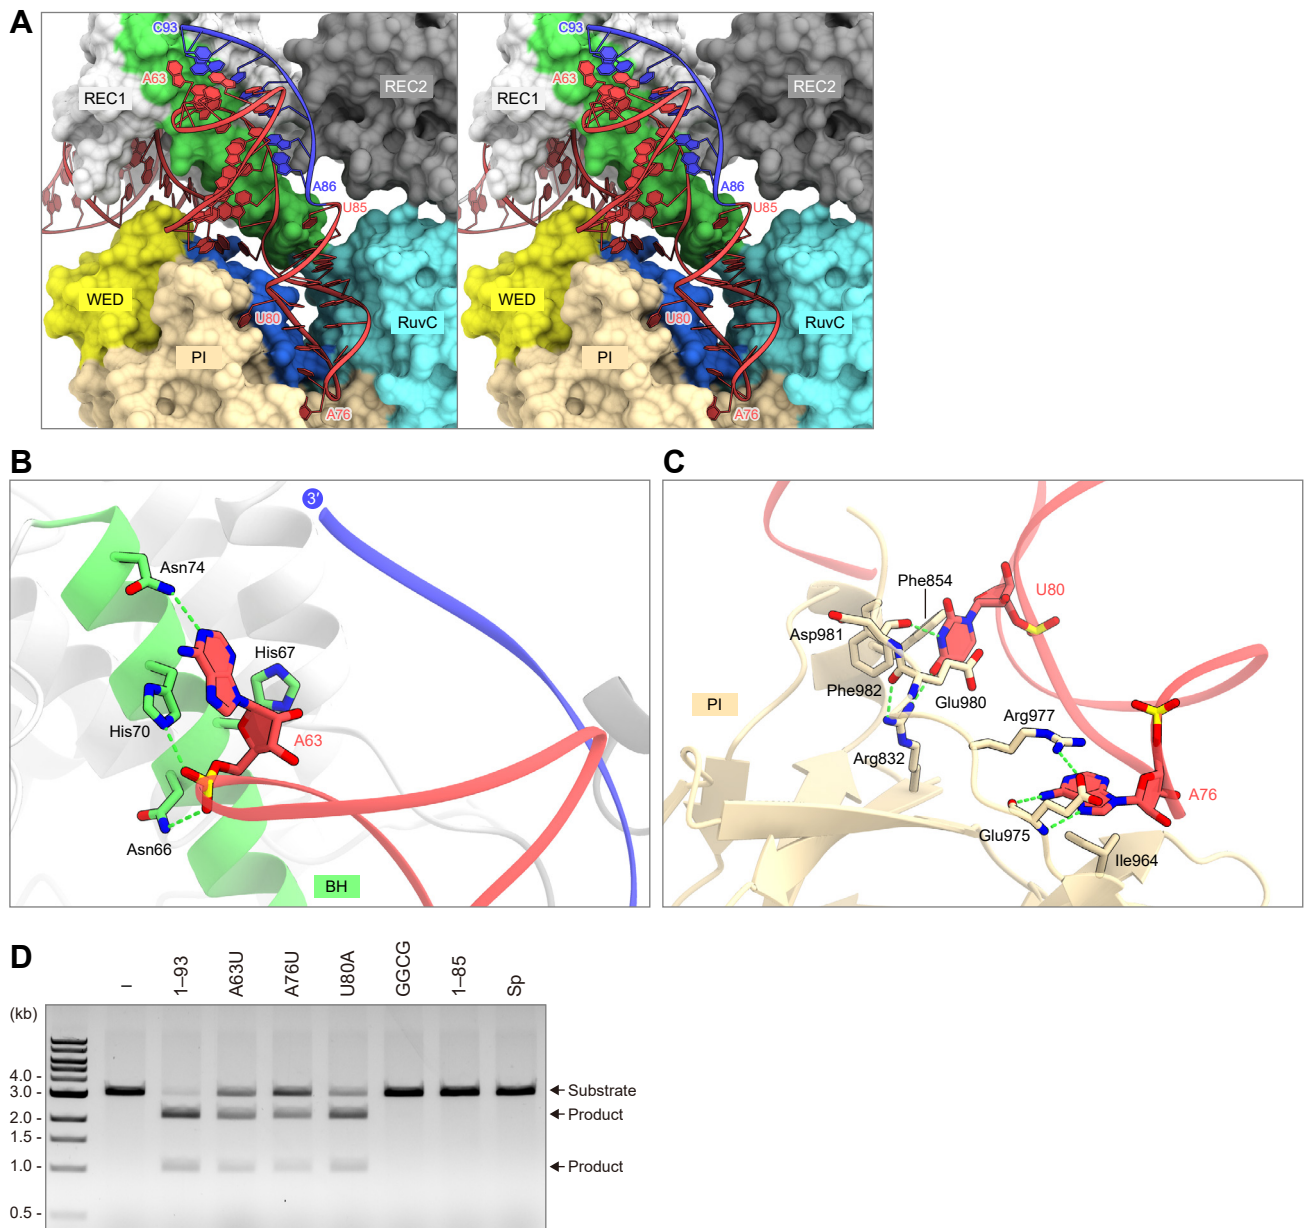 A
C93
A63
REC1
REC2
A86
U85
WED
U80
RuvC
PI
A76
C93
A63
REC1
REC2
A86
U85
WED
U80
RuvC
PI
A76
B
3′
Asn74
His67
His70
A63
Asn66
BH
C
Phe854
U80
Asp981
Phe982
Glu980
PI
Arg977
Arg832
A76
Glu975
Ile964
D
– 1–93 A63U A76U U80A GGCG 1–85 Sp
(kb)
4.0 -
3.0 - Substrate
2.0 - Product
1.5 -
1.0 - Product
0.5 -